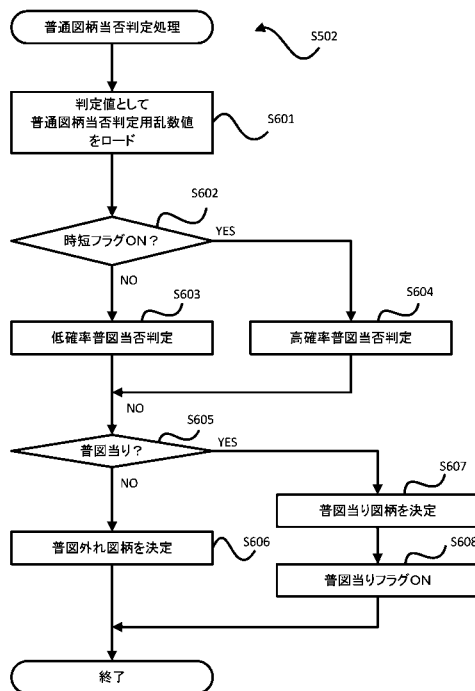 普通図柄当否判定処理
S502
判定値として
普通図柄当否判定用乱数値
をロード
S601
S602
時短フラグON？
YES
NO
S603
S604
低確率普図当否判定
高確率普図当否判定
NO
S605
普図当り？
YES
NO
S607
普図当り図柄を決定
普図外れ図柄を決定
S606
S608
普図当りフラグON
終了